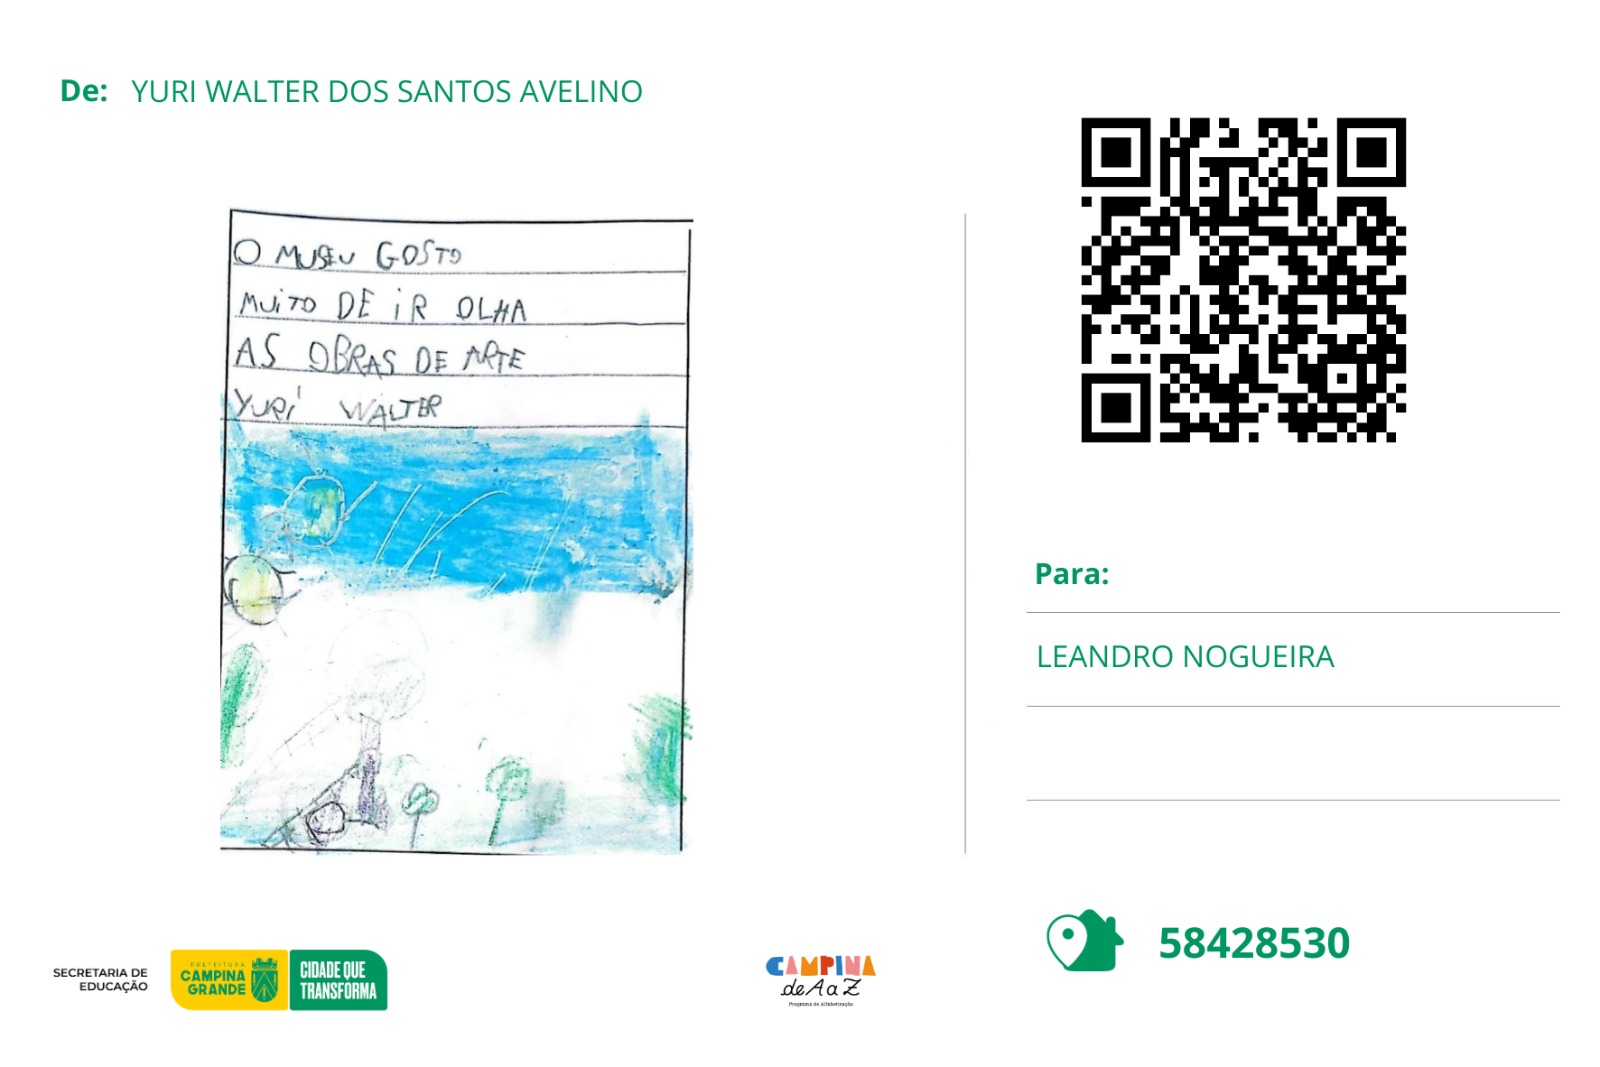 De: YURI WALTER DOS SANTOS AVELINO
O MUSEU GOSTO
MUiTO DE iR OLHA
AS OBRAS DE ARTE
YURi WALTER
Para:
LEANDRO NOGUEIRA
58428530
SECRETARIA DE
EDUCAÇÃO
PREFEITURA
CAMPINA
GRANDE
CIDADE QUE
TRANSFORMA
CAMPINA
de A a Z
Programa de Alfabetização